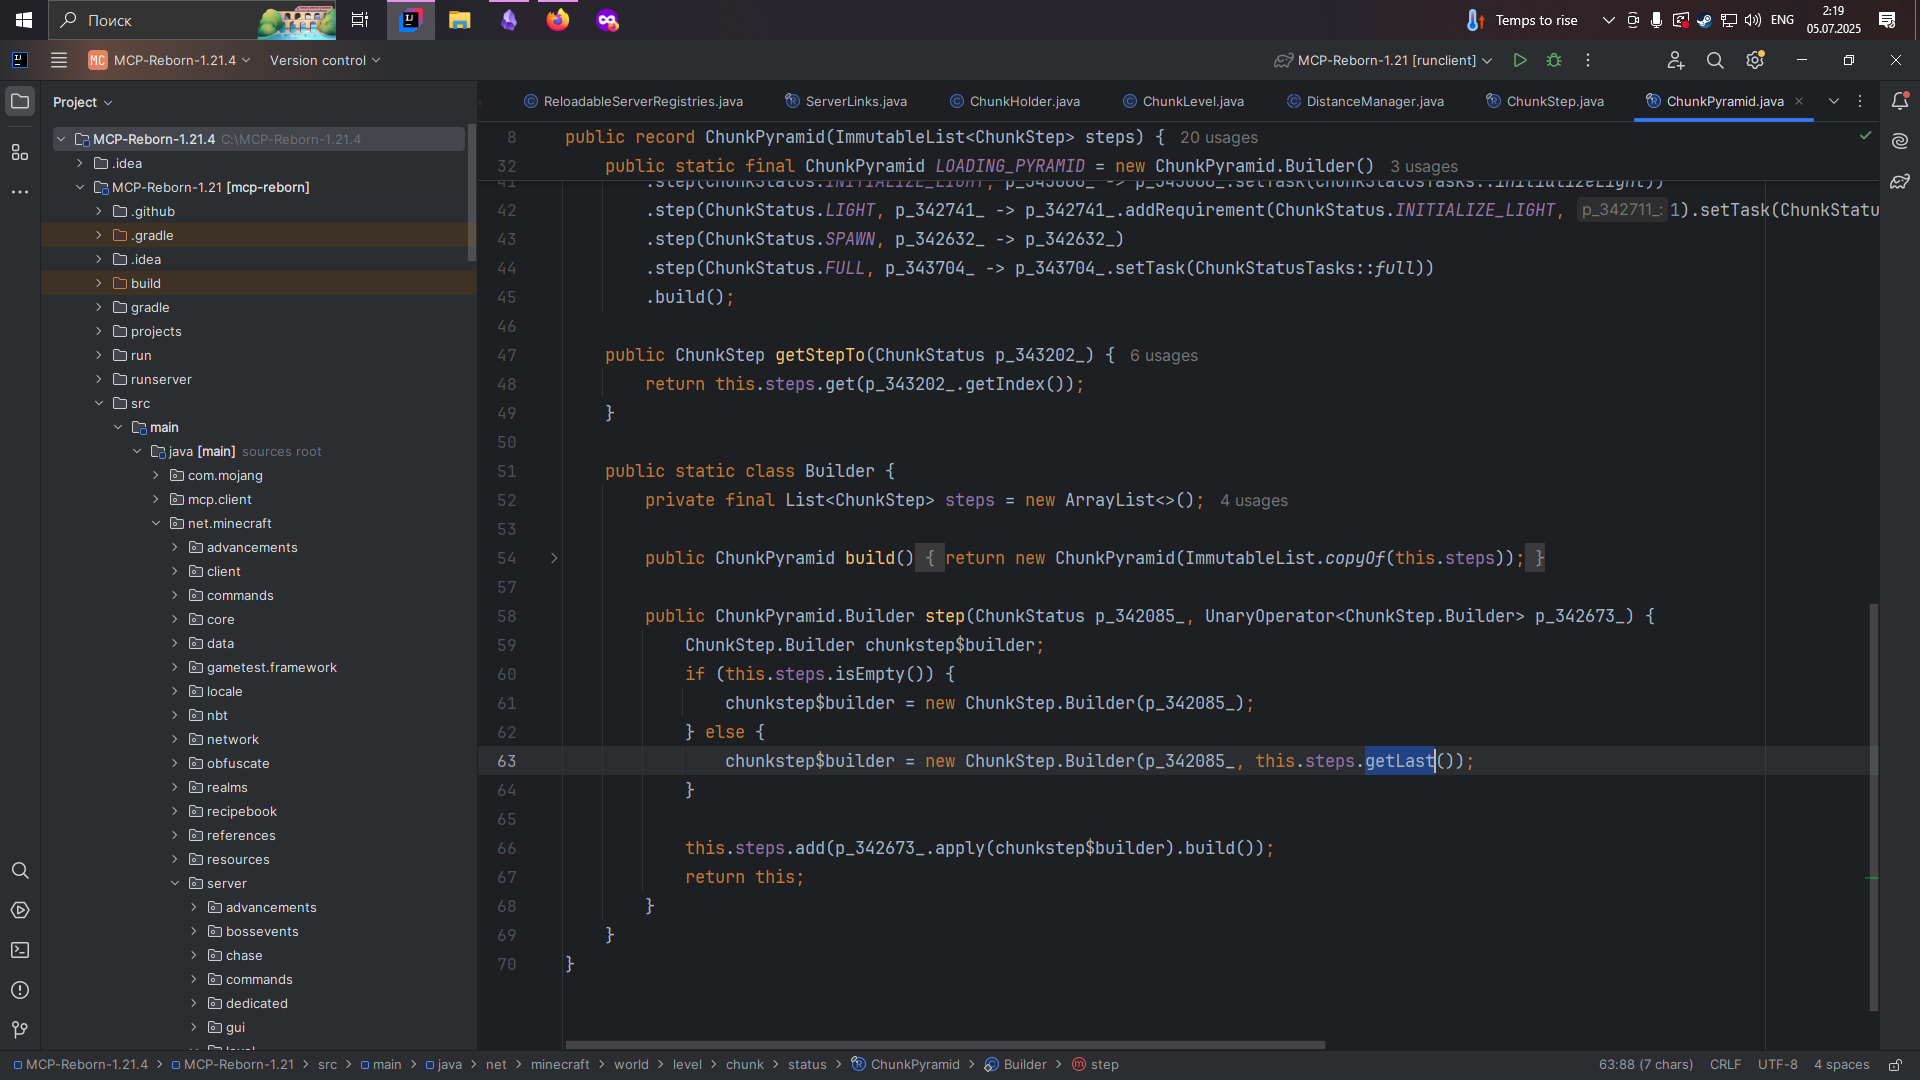 Поиск
Temps to rise
ENG
2:19
05.07.2025
MC MCP-Reborn-1.21.4
Version control
MCP-Reborn-1.21 [runclient]
Project
ReloadableServerRegistries.java
ServerLinks.java
ChunkHolder.java
ChunkLevel.java
DistanceManager.java
ChunkStep.java
ChunkPyramid.java
MCP-Reborn-1.21.4 C:\MCP-Reborn-1.21.4
.idea
MCP-Reborn-1.21 [mcp-reborn]
.github
.gradle
.idea
build
gradle
projects
run
runserver
src
main
java [main] sources root
com.mojang
mcp.client
net.minecraft
advancements
client
commands
core
data
gametest.framework
locale
nbt
network
obfuscate
realms
recipebook
references
resources
server
advancements
bossevents
chase
commands
dedicated
gui
level
8 public record ChunkPyramid(ImmutableList<ChunkStep> steps) { 20 usages
32 public static final ChunkPyramid LOADING_PYRAMID = new ChunkPyramid.Builder() 3 usages
41 .step(ChunkStatus.INITIALIZE_LIGHT, p_343668_ -> p_343668_.setTask(ChunkStatusTasks::initializeLight))
42 .step(ChunkStatus.LIGHT, p_342741_ -> p_342741_.addRequirement(ChunkStatus.INITIALIZE_LIGHT, p_342711_: 1).setTask(ChunkStatu
43 .step(ChunkStatus.SPAWN, p_342632_ -> p_342632_)
44 .step(ChunkStatus.FULL, p_343704_ -> p_343704_.setTask(ChunkStatusTasks::full))
45 .build();
46
47 public ChunkStep getStepTo(ChunkStatus p_343202_) { 6 usages
48 return this.steps.get(p_343202_.getIndex());
49 }
50
51 public static class Builder {
52 private final List<ChunkStep> steps = new ArrayList<>(); 4 usages
53
54 public ChunkPyramid build() { return new ChunkPyramid(ImmutableList.copyOf(this.steps)); }
57
58 public ChunkPyramid.Builder step(ChunkStatus p_342085_, UnaryOperator<ChunkStep.Builder> p_342673_) {
59 ChunkStep.Builder chunkstep$builder;
60 if (this.steps.isEmpty()) {
61 chunkstep$builder = new ChunkStep.Builder(p_342085_);
62 } else {
63 chunkstep$builder = new ChunkStep.Builder(p_342085_, this.steps.getLast());
64 }
65
66 this.steps.add(p_342673_.apply(chunkstep$builder).build());
67 return this;
68 }
69 }
70 }
MCP-Reborn-1.21.4 > MCP-Reborn-1.21 > src > main > java > net > minecraft > world > level > chunk > status > ChunkPyramid > Builder > step
63:88 (7 chars) CRLF UTF-8 4 spaces